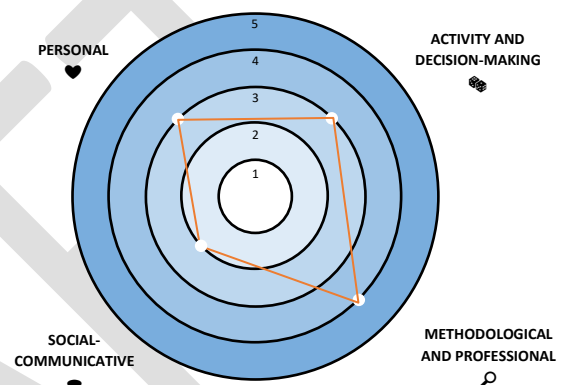 5
PERSONAL
ACTIVITY AND
DECISION-MAKING
4
3
2
1
SOCIAL-
COMMUNICATIVE
METHODOLOGICAL
AND PROFESSIONAL